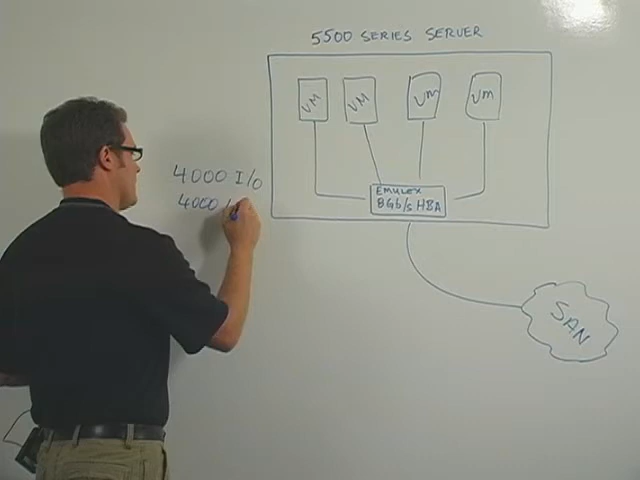 5500 SERIES SERVER
VM VM VM VM
4000 I/O
4000
EMULEX
8Gb/s HBA
SAN